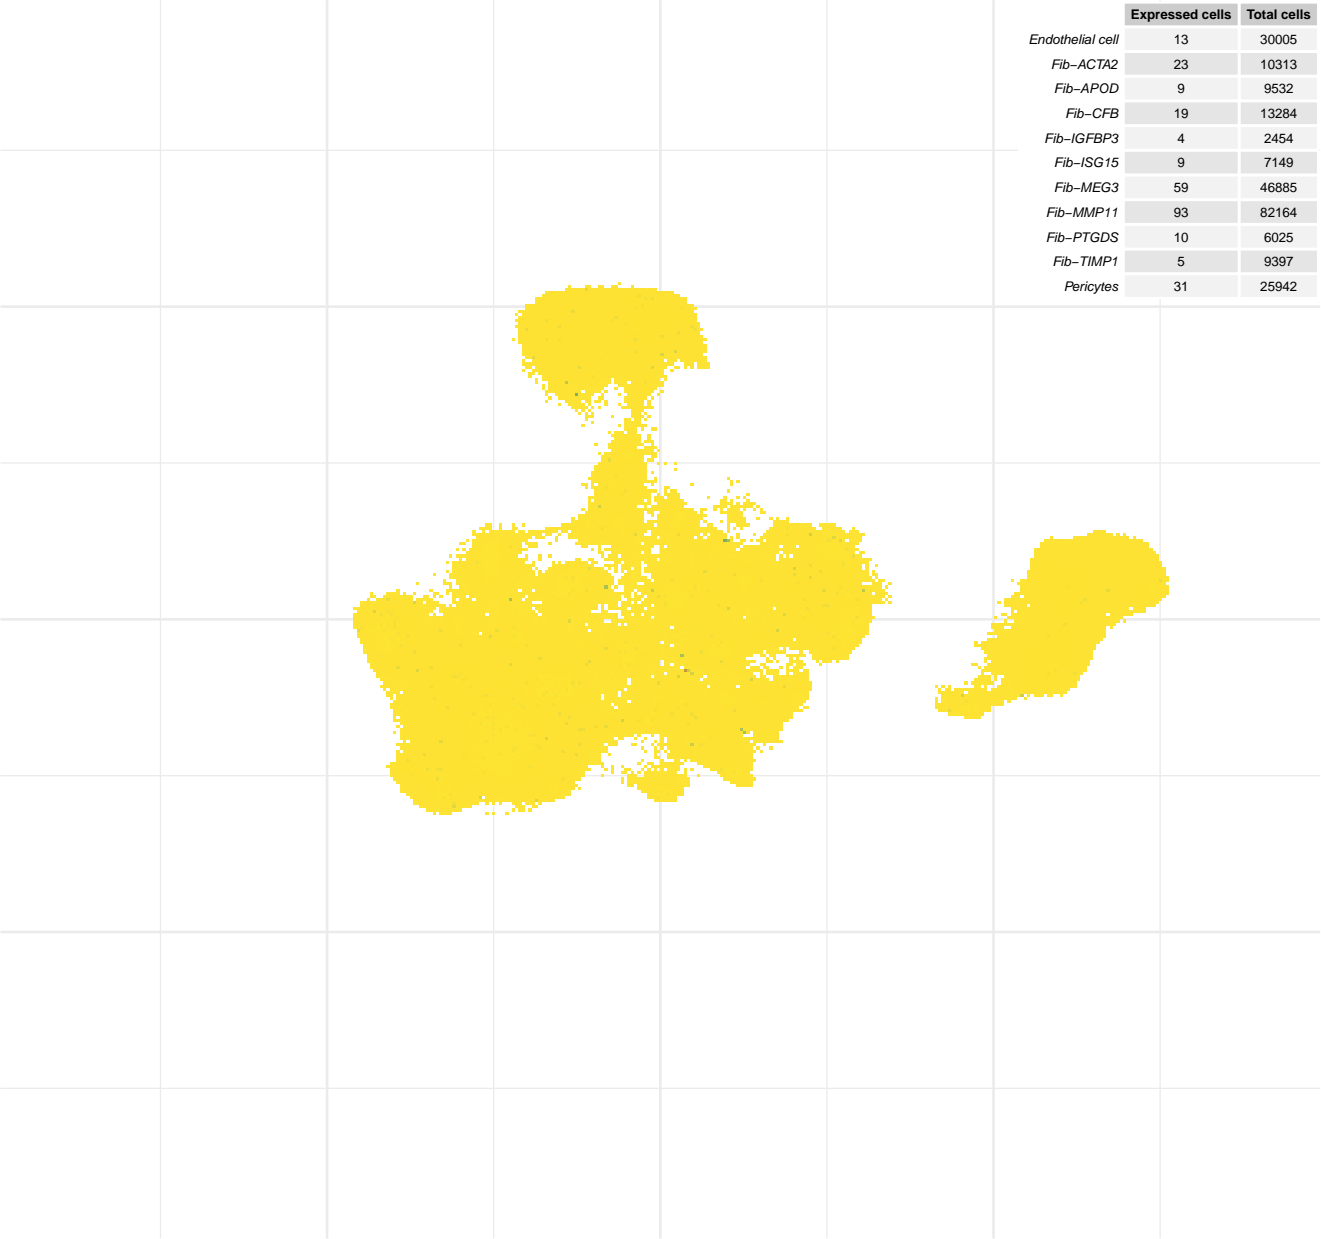 Expressed cells Total cells
Endothelial cell 13 30005
Fib−ACTA2 23 10313
Fib−APOD 9 9532
Fib−CFB 19 13284
Fib−IGFBP3 4 2454
Fib−ISG15 9 7149
Fib−MEG3 59 46885
Fib−MMP11 93 82164
Fib−PTGDS 10 6025
Fib−TIMP1 5 9397
Pericytes 31 25942